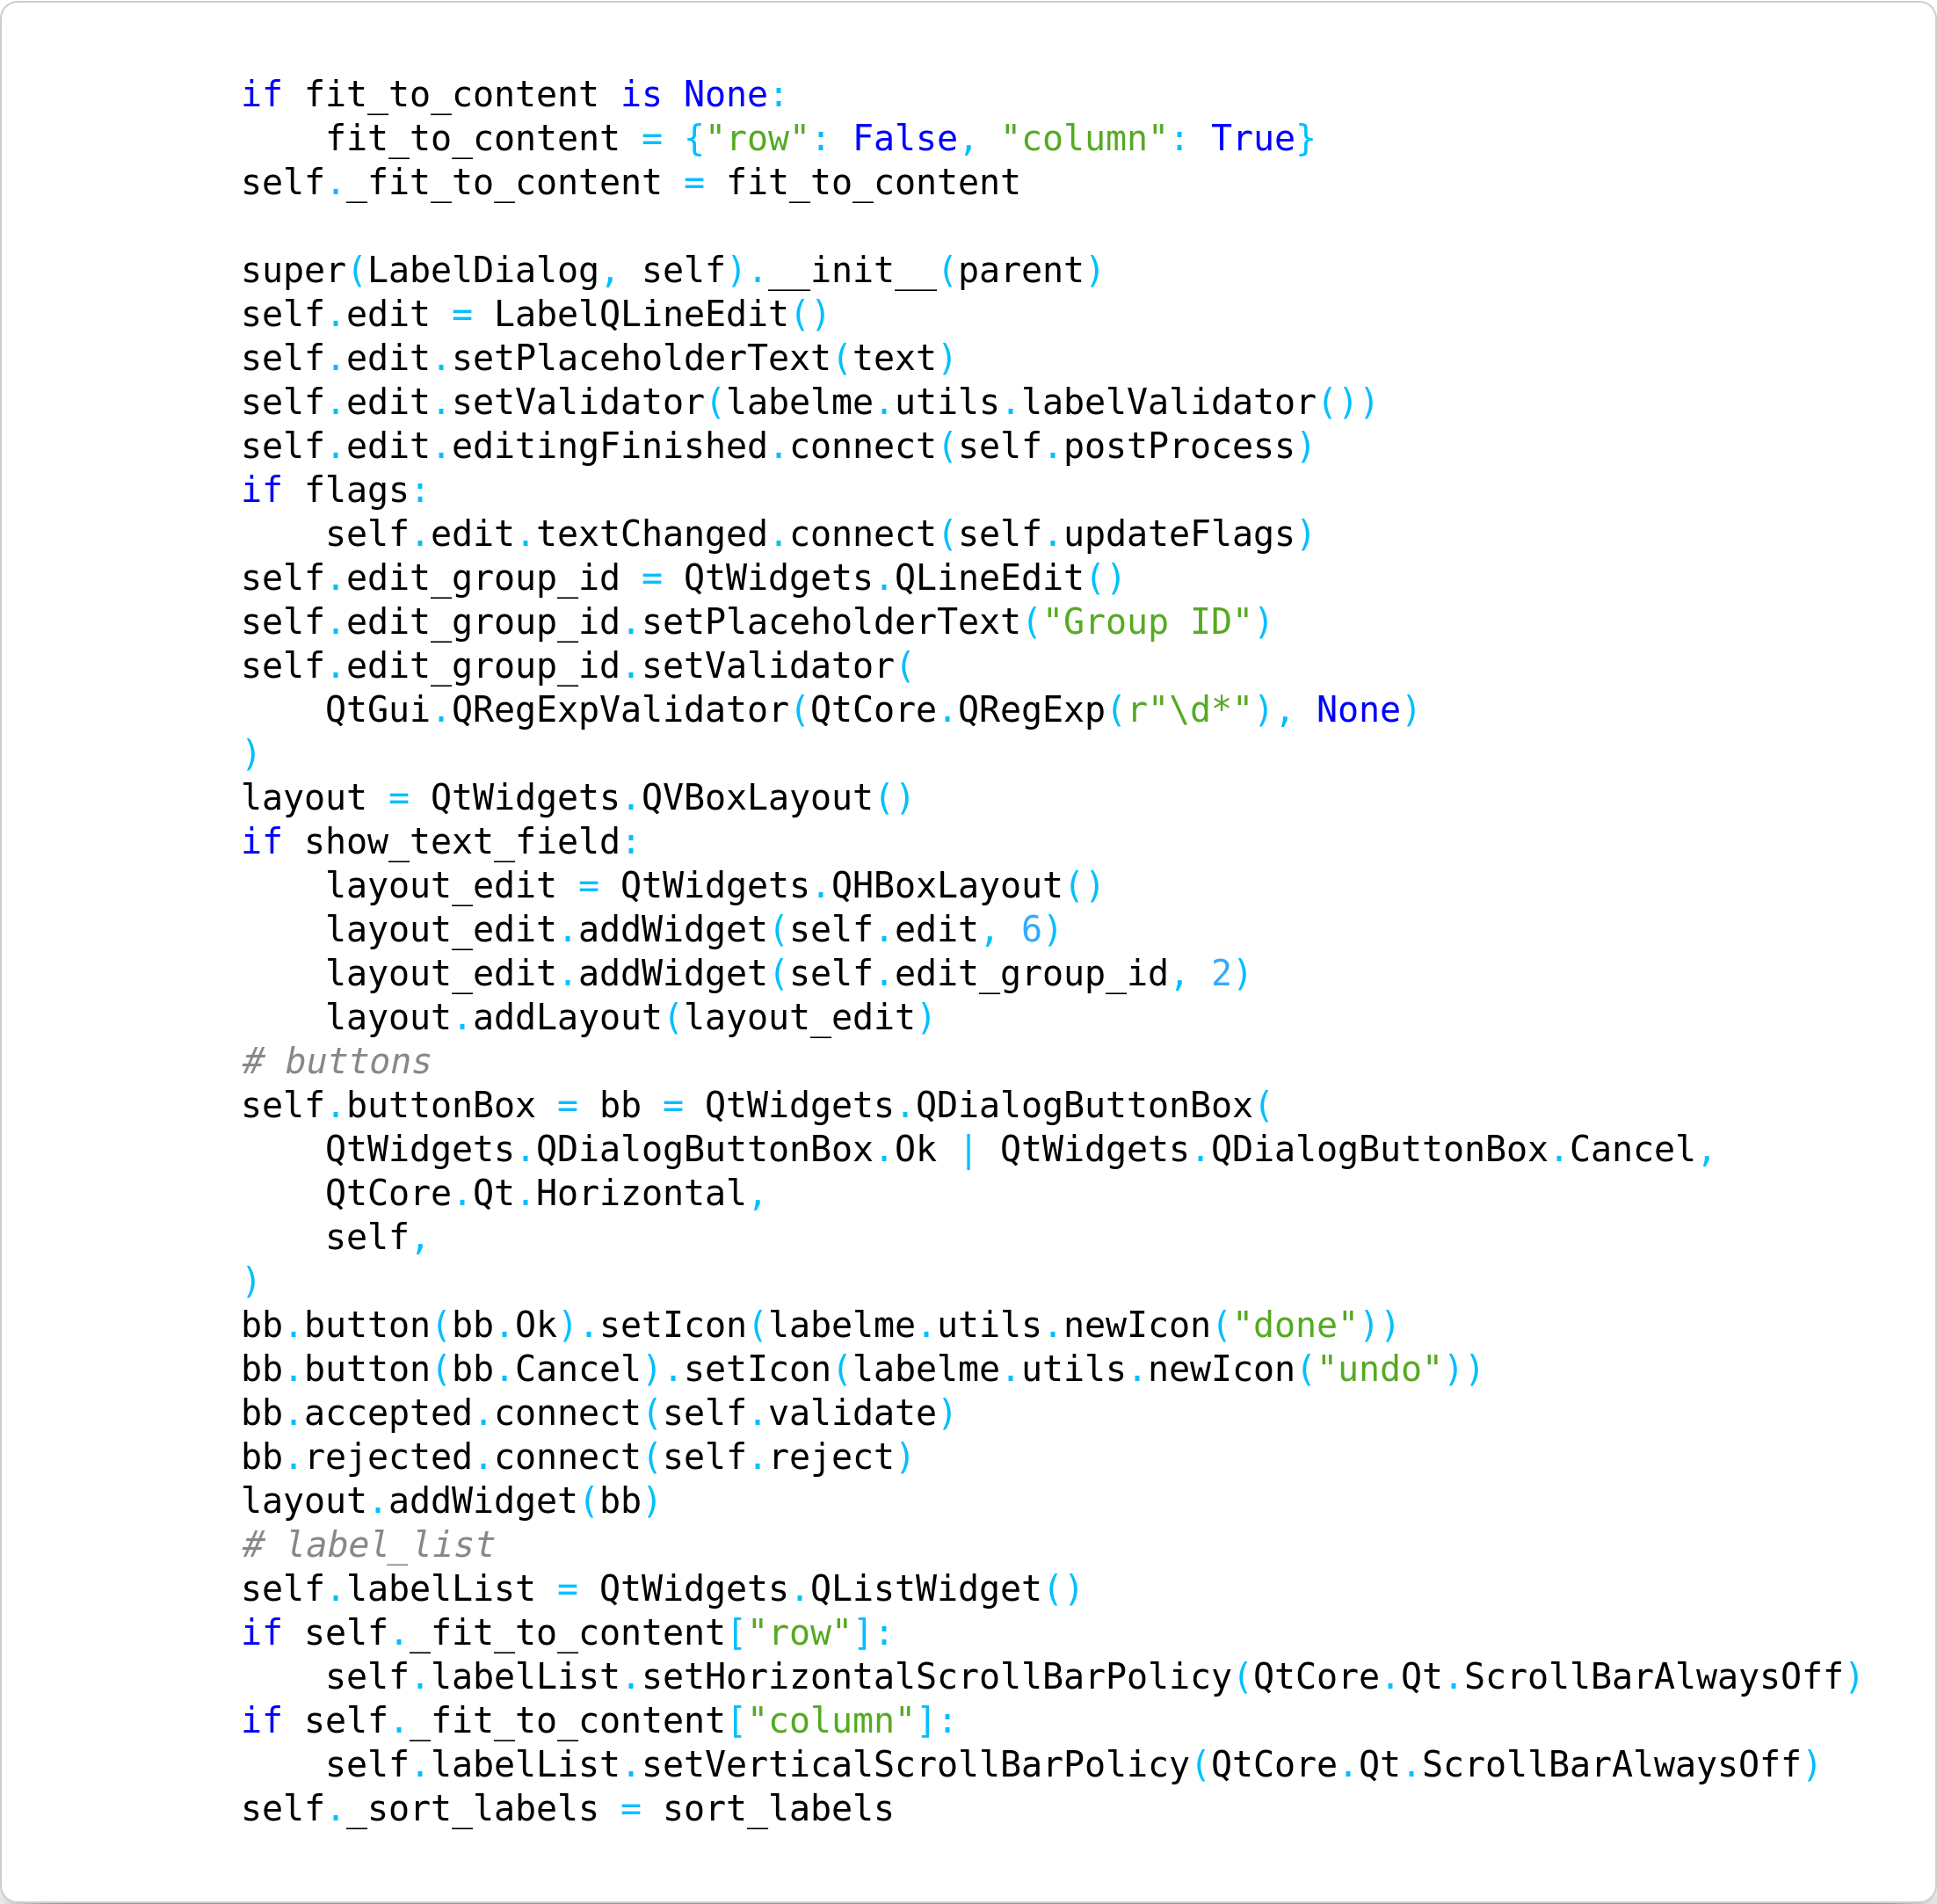 if fit_to_content is None:
    fit_to_content = {"row": False, "column": True}
self._fit_to_content = fit_to_content

super(LabelDialog, self).__init__(parent)
self.edit = LabelQLineEdit()
self.edit.setPlaceholderText(text)
self.edit.setValidator(labelme.utils.labelValidator())
self.edit.editingFinished.connect(self.postProcess)
if flags:
    self.edit.textChanged.connect(self.updateFlags)
self.edit_group_id = QtWidgets.QLineEdit()
self.edit_group_id.setPlaceholderText("Group ID")
self.edit_group_id.setValidator(
    QtGui.QRegExpValidator(QtCore.QRegExp(r"\d*"), None)
)
layout = QtWidgets.QVBoxLayout()
if show_text_field:
    layout_edit = QtWidgets.QHBoxLayout()
    layout_edit.addWidget(self.edit, 6)
    layout_edit.addWidget(self.edit_group_id, 2)
    layout.addLayout(layout_edit)
# buttons
self.buttonBox = bb = QtWidgets.QDialogButtonBox(
    QtWidgets.QDialogButtonBox.Ok | QtWidgets.QDialogButtonBox.Cancel,
    QtCore.Qt.Horizontal,
    self,
)
bb.button(bb.Ok).setIcon(labelme.utils.newIcon("done"))
bb.button(bb.Cancel).setIcon(labelme.utils.newIcon("undo"))
bb.accepted.connect(self.validate)
bb.rejected.connect(self.reject)
layout.addWidget(bb)
# label_list
self.labelList = QtWidgets.QListWidget()
if self._fit_to_content["row"]:
    self.labelList.setHorizontalScrollBarPolicy(QtCore.Qt.ScrollBarAlwaysOff)
if self._fit_to_content["column"]:
    self.labelList.setVerticalScrollBarPolicy(QtCore.Qt.ScrollBarAlwaysOff)
self._sort_labels = sort_labels